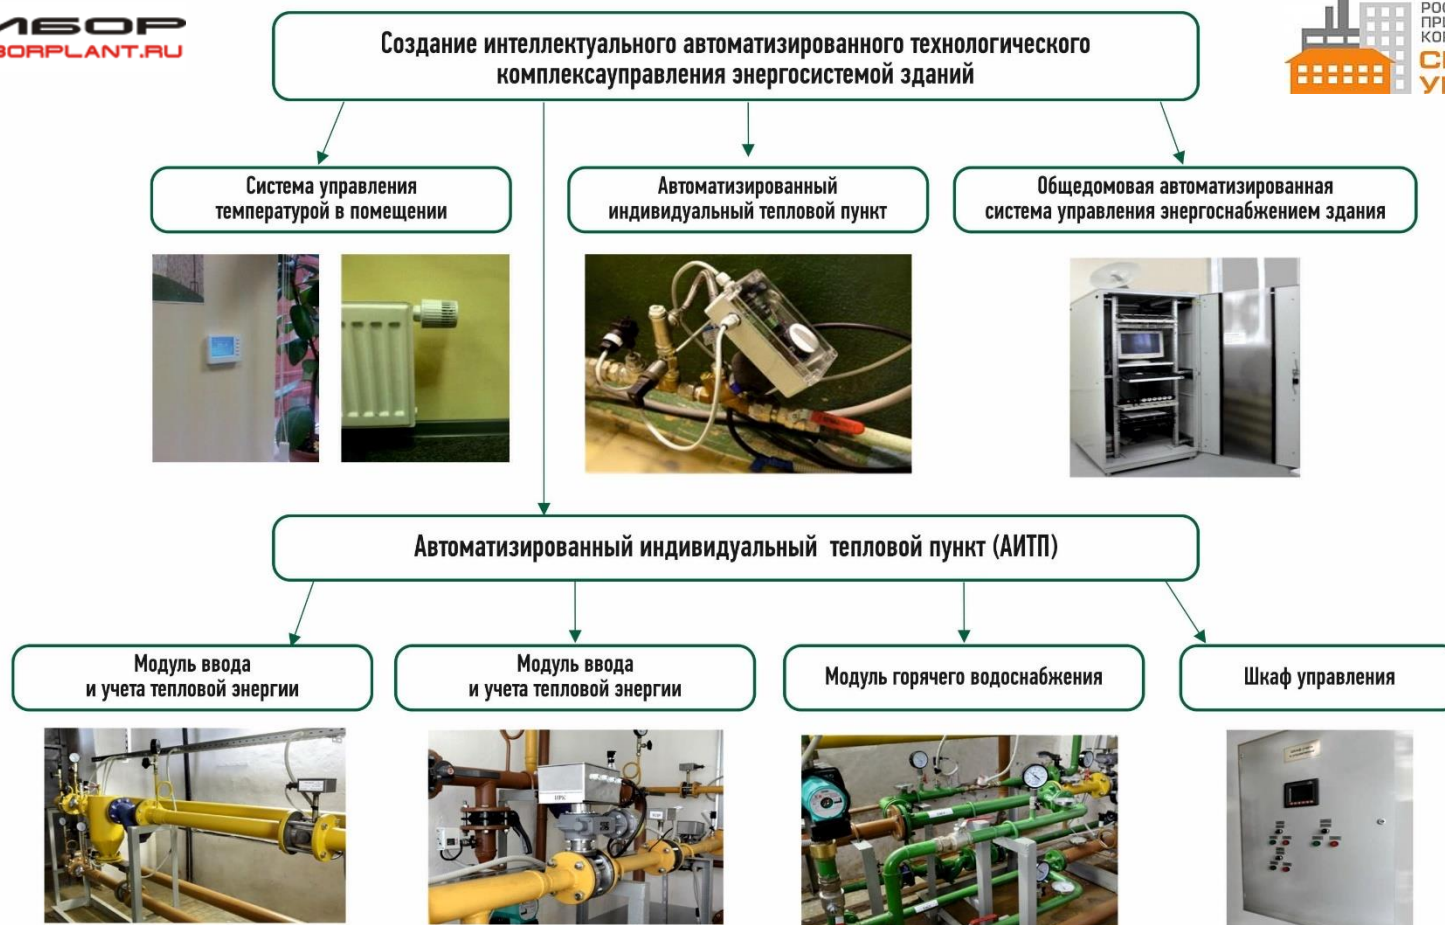 BORPLANT.RU
Создание интеллектуального автоматизированного технологического
комплексауправления энергосистемой зданий
Система управления
температурой в помещении
Автоматизированный
индивидуальный тепловой пункт
Общедомовая автоматизированная
система управления энергоснабжением здания
Автоматизированный индивидуальный тепловой пункт (АИТП)
Модуль ввода
и учета тепловой энергии
Модуль ввода
и учета тепловой энергии
Модуль горячего водоснабжения
Шкаф управления